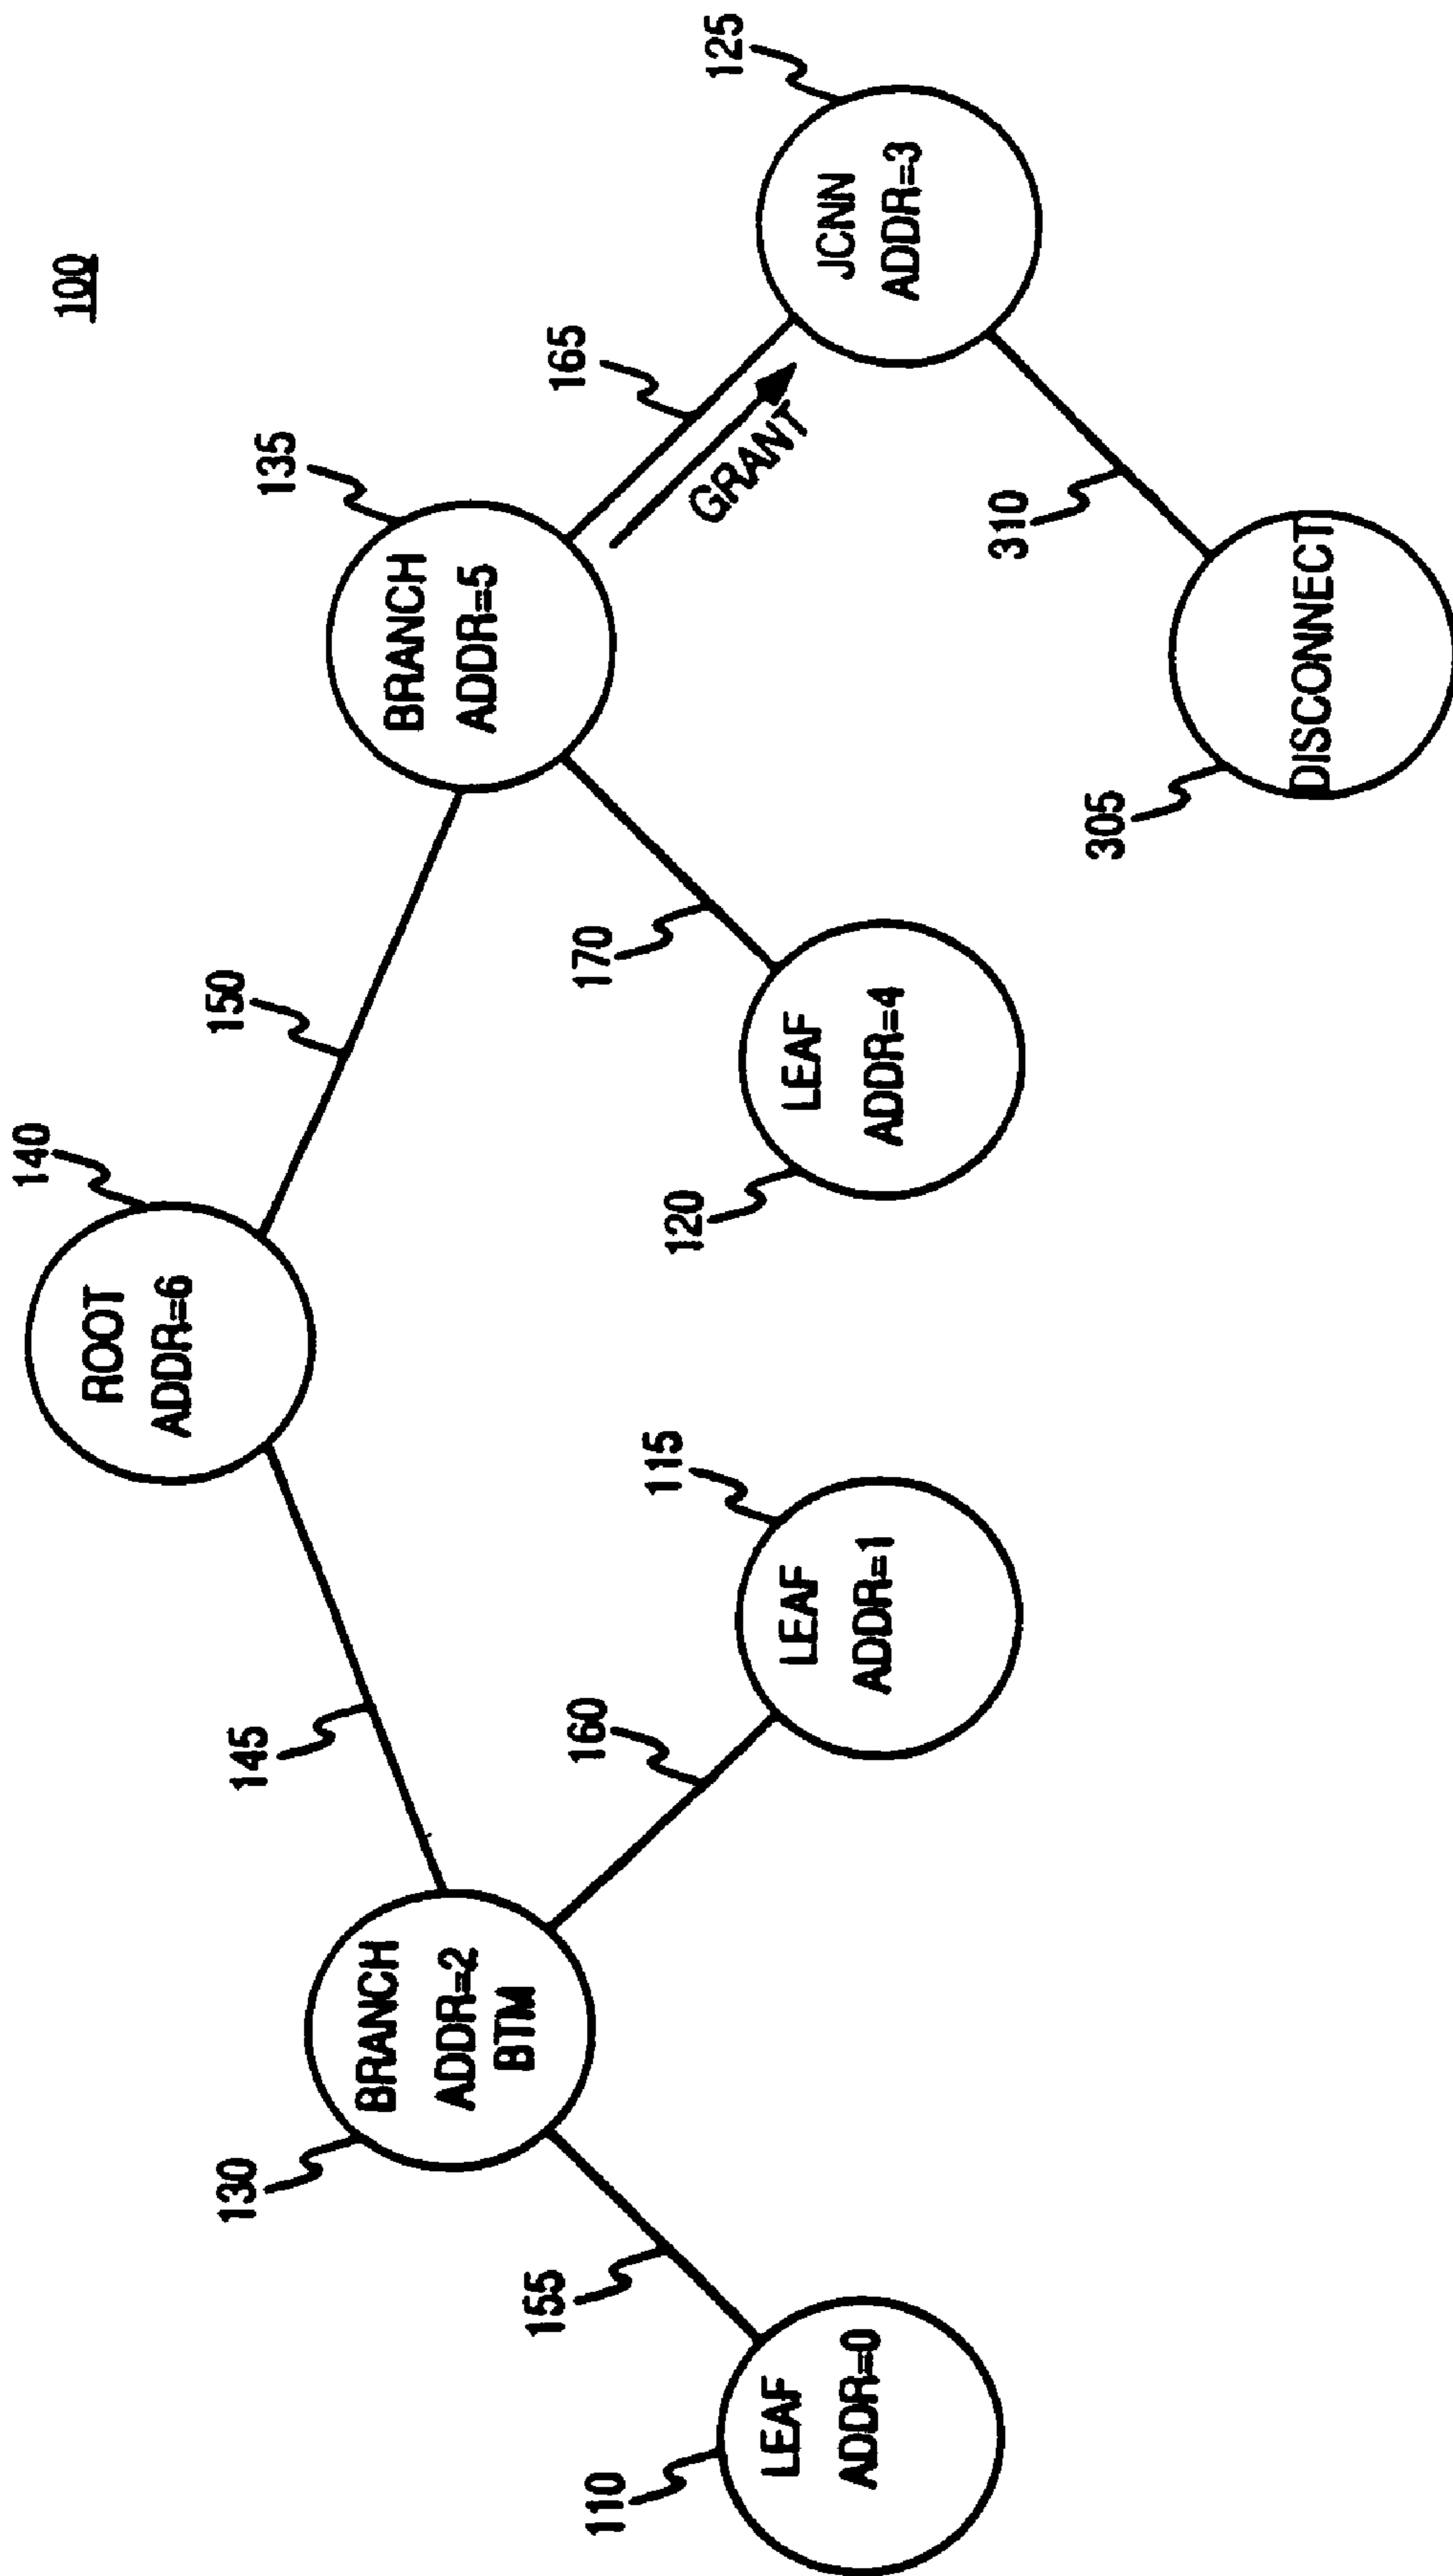 100
140
ROOT
ADDR=6
145
150
130
BRANCH
ADDR=2
BTM
135
BRANCH
ADDR=5
155
160
170
165
GRANT
110
LEAF
ADDR=0
115
LEAF
ADDR=1
120
LEAF
ADDR=4
125
JCNN
ADDR=3
310
305
DISCONNECT